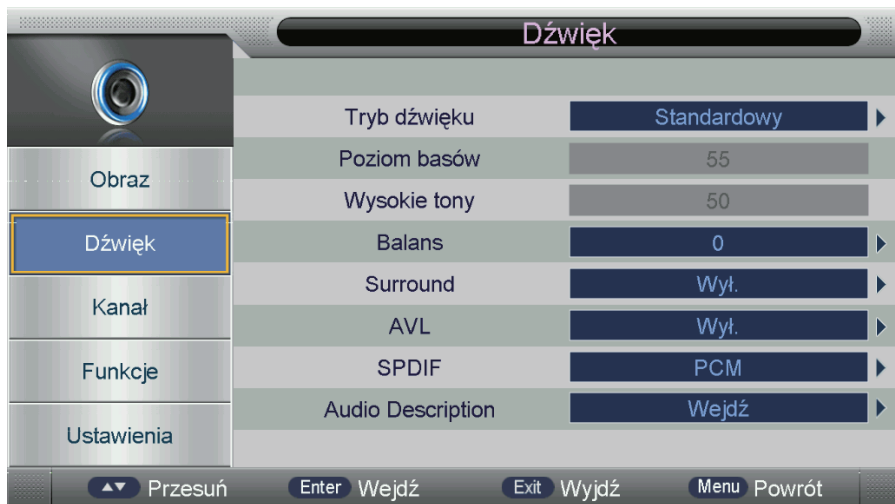 Dźwięk
Obraz
Dźwięk
Kanał
Funkcje
Ustawienia
Tryb dźwięku Standardowy
Poziom basów 55
Wysokie tony 50
Balans 0
Surround Wył.
AVL Wył.
SPDIF PCM
Audio Description Wejdź
Przesuń Enter Wejdź Exit Wyjdź Menu Powrót